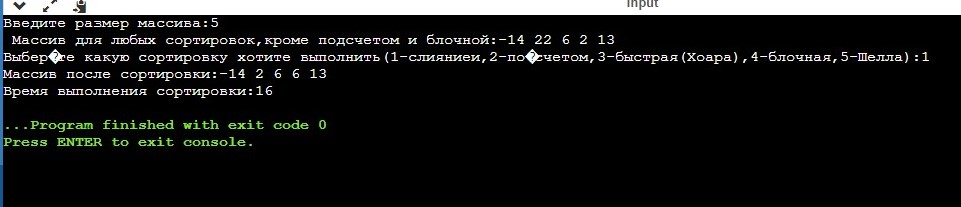 input
Введите размер массива:5
Массив для любых сортировок,кроме подсчетом и блочной:-14 22 6 2 13
Выбер�те какую сортировку хотите выполнить(1-слияниеи,2-по�счетом,3-быстрая(Хоара),4-блочная,5-Шелла):1
Массив после сортировки:-14 2 6 6 13
Время выполнения сортировки:16
...Program finished with exit code 0
Press ENTER to exit console.